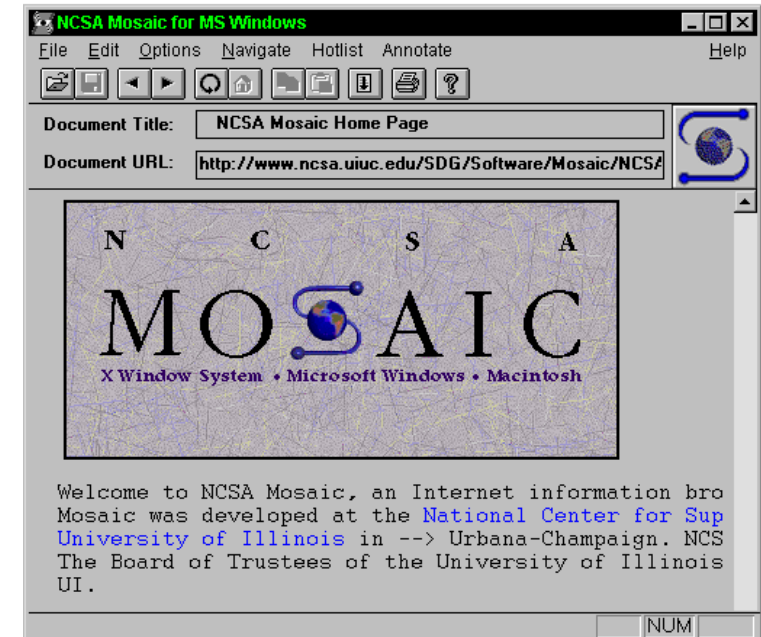 NCSA Mosaic for MS Windows
File Edit Options Navigate Hotlist Annotate Help
Document Title: NCSA Mosaic Home Page
Document URL: http://www.ncsa.uiuc.edu/SDG/Software/Mosaic/NCSA
N C S A
MOSAIC
X Window System • Microsoft Windows • Macintosh
Welcome to NCSA Mosaic, an Internet information bro
Mosaic was developed at the National Center for Sup
University of Illinois in --> Urbana-Champaign. NCS
The Board of Trustees of the University of Illinois
UI.
NUM